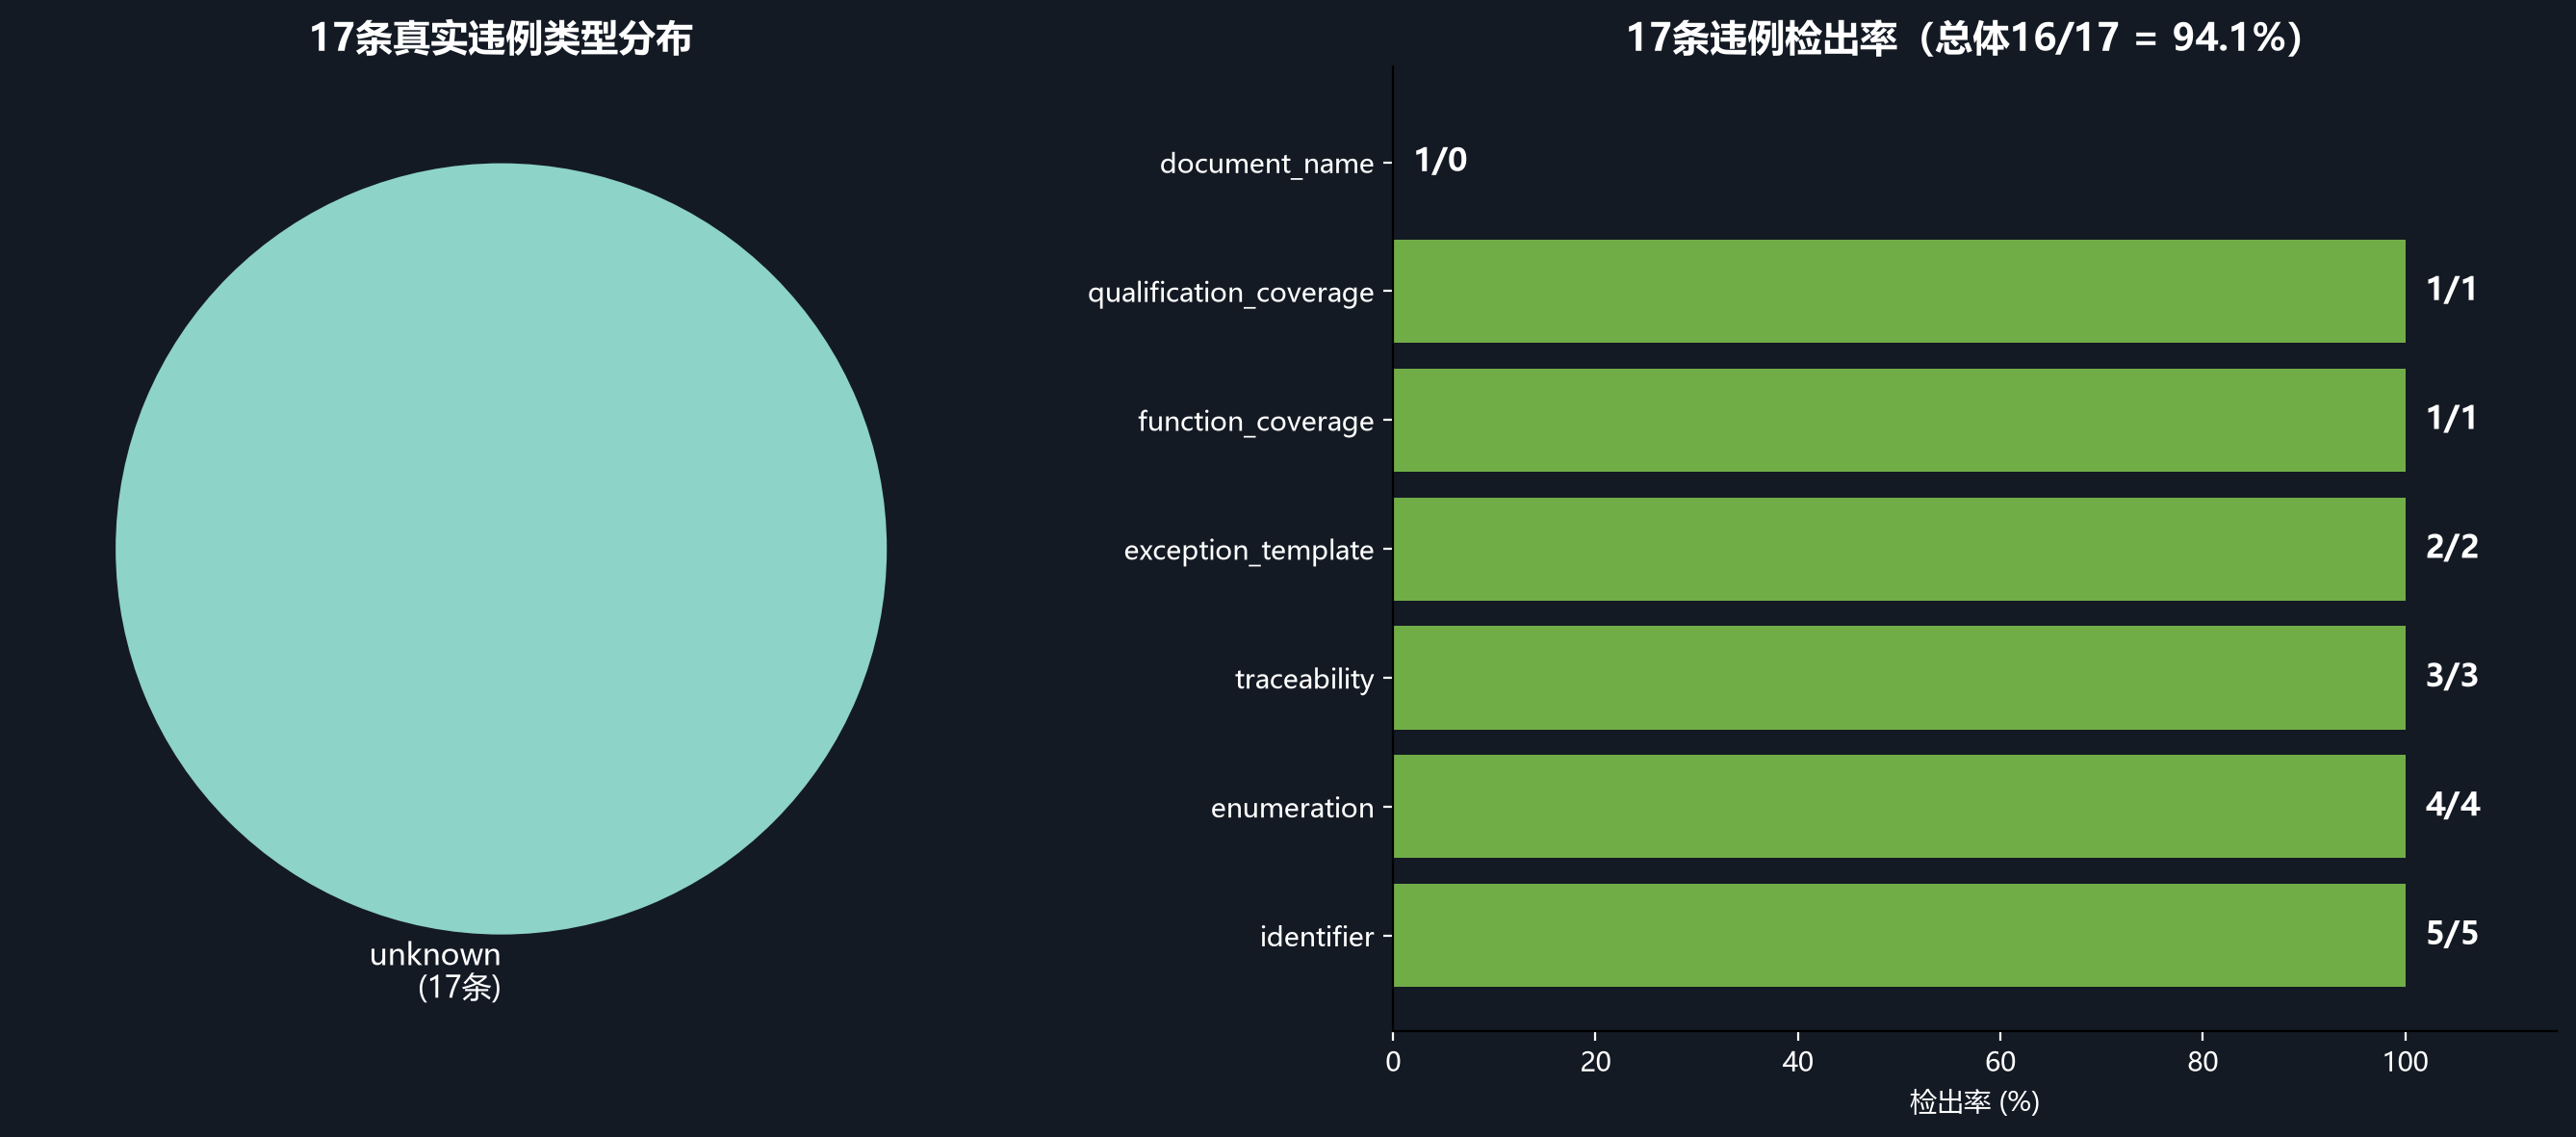 17条真实违例类型分布
unknown
(17条)
17条违例检出率（总体16/17 = 94.1%）
document_name
1/0
qualification_coverage
1/1
function_coverage
1/1
exception_template
2/2
traceability
3/3
enumeration
4/4
identifier
5/5
0 20 40 60 80 100
检出率 (%)